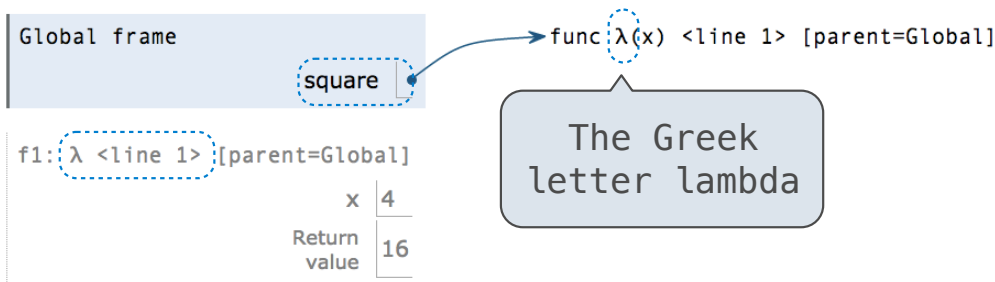 Global frame
func λ(x) <line 1> [parent=Global]
square
The Greek
letter lambda
f1: λ <line 1> [parent=Global]
x 4
Return
value 16